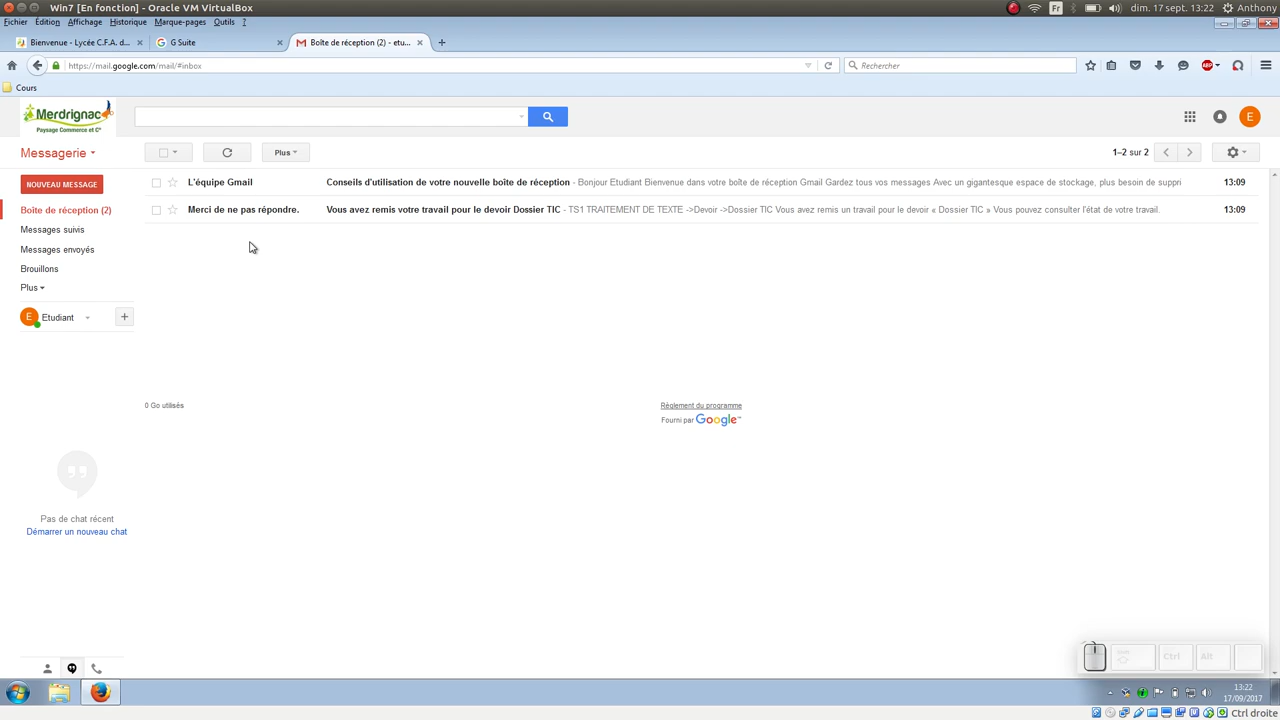 Win7 [En fonction] - Oracle VM VirtualBox
Fr
dim. 17 sept. 13:22
Anthony
Fichier Édition Affichage Historique Marque-pages Outils ?
Bienvenue - Lycée C.F.A. d...
G Suite
Boîte de réception (2) - etu...
https://mail.google.com/mail/#inbox
Rechercher
ABP
Cours
Merdrignac
Paysage Commerce et Cie
E
Messagerie
Plus
1–2 sur 2
NOUVEAU MESSAGE
L'équipe Gmail
Conseils d'utilisation de votre nouvelle boîte de réception - Bonjour Etudiant Bienvenue dans votre boîte de réception Gmail Gardez tous vos messages Avec un gigantesque espace de stockage, plus besoin de suppri
13:09
Boîte de réception (2)
Merci de ne pas répondre.
Vous avez remis votre travail pour le devoir Dossier TIC - TS1 TRAITEMENT DE TEXTE ->Devoir ->Dossier TIC Vous avez remis un travail pour le devoir « Dossier TIC » Vous pouvez consulter l'état de votre travail.
13:09
Messages suivis
Messages envoyés
Brouillons
Plus
E
Etudiant
0 Go utilisés
Règlement du programme
Fourni par Google™
Pas de chat récent
Démarrer un nouveau chat
Ctrl
Alt
13:22
17/09/2017
Ctrl droite